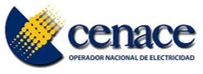 cenace
OPERADOR NACIONAL DE ELECTRICIDAD